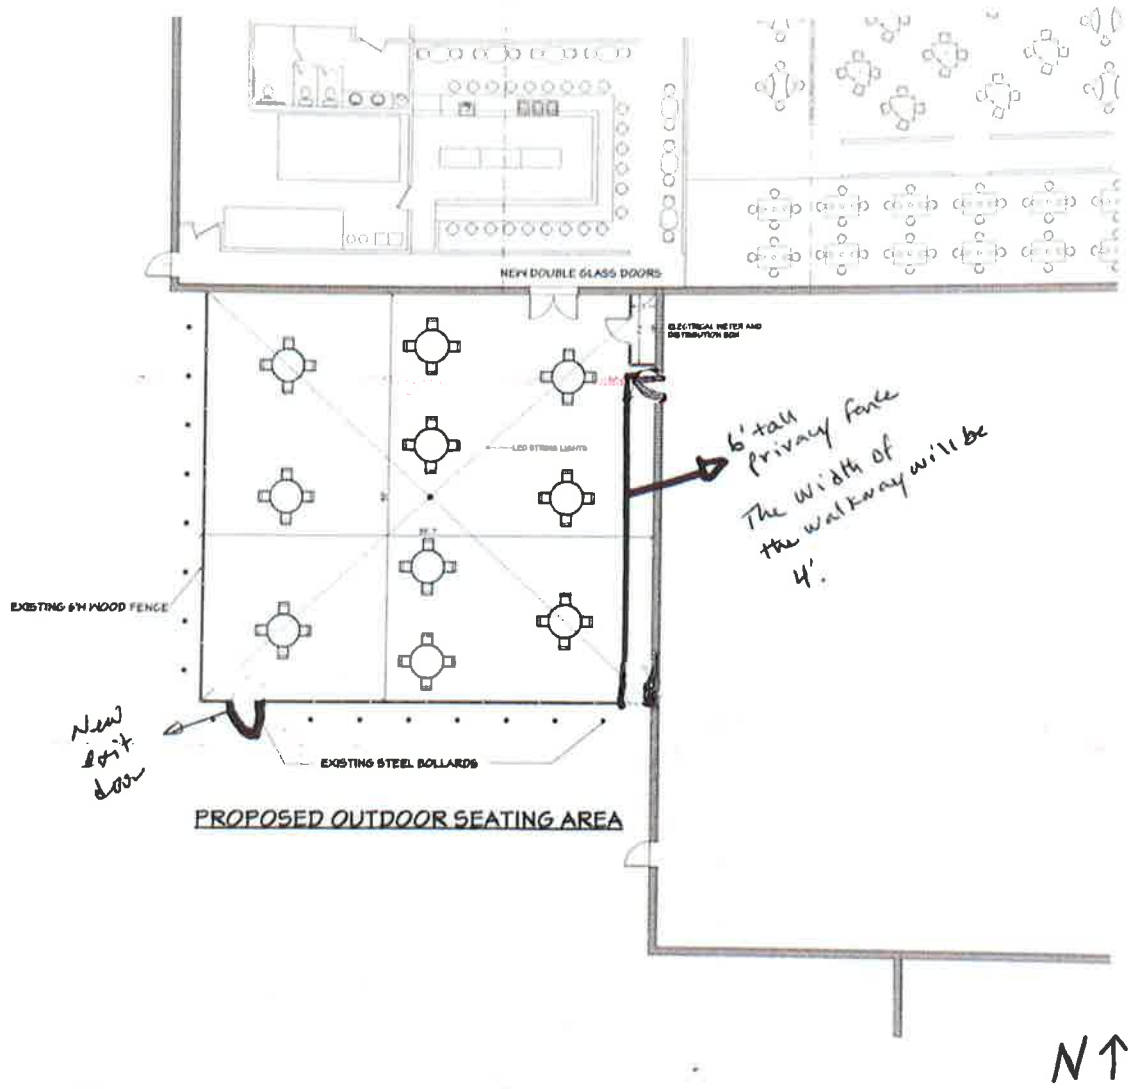 NEW DOUBLE GLASS DOORS
ELECTRICAL METER AND
DISTRIBUTION BOX
6' tall
privacy fence
The width of
the walkway will be
4'.
LED STRING LIGHTS
EXISTING 6'H WOOD FENCE
New
Exit
door
EXISTING STEEL BOLLARDS
PROPOSED OUTDOOR SEATING AREA
N